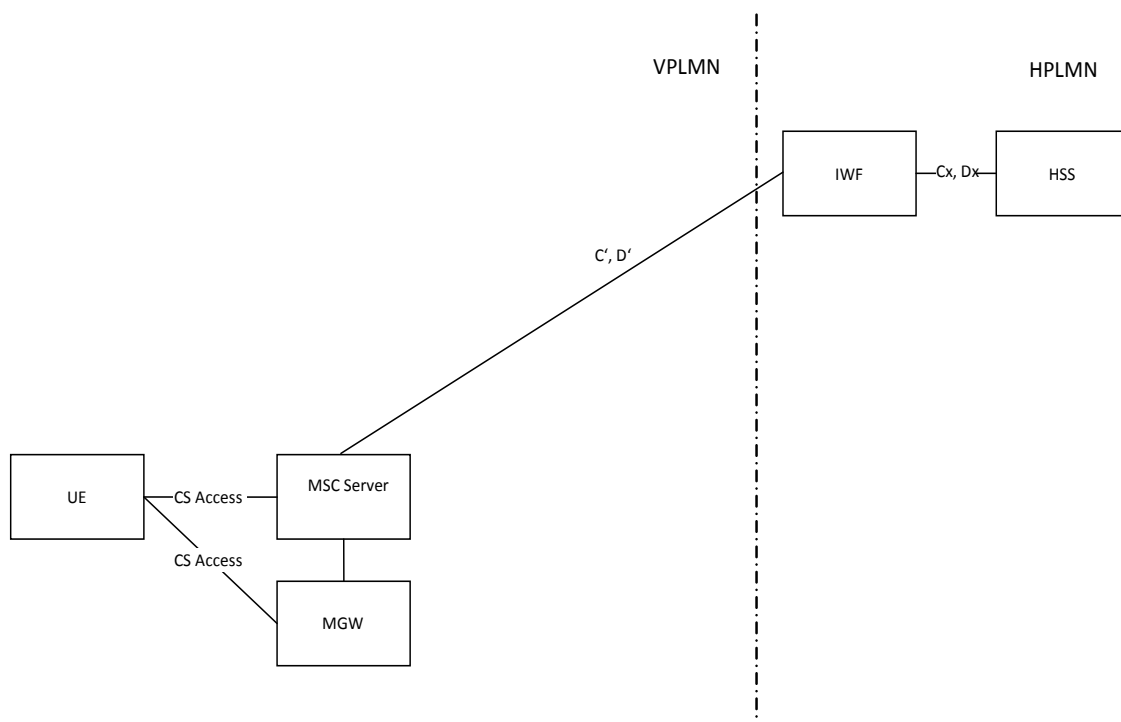 VPLMN
HPLMN
IWF
Cx, Dx
HSS
C‘, D‘
UE
CS Access
MSC Server
CS Access
MGW